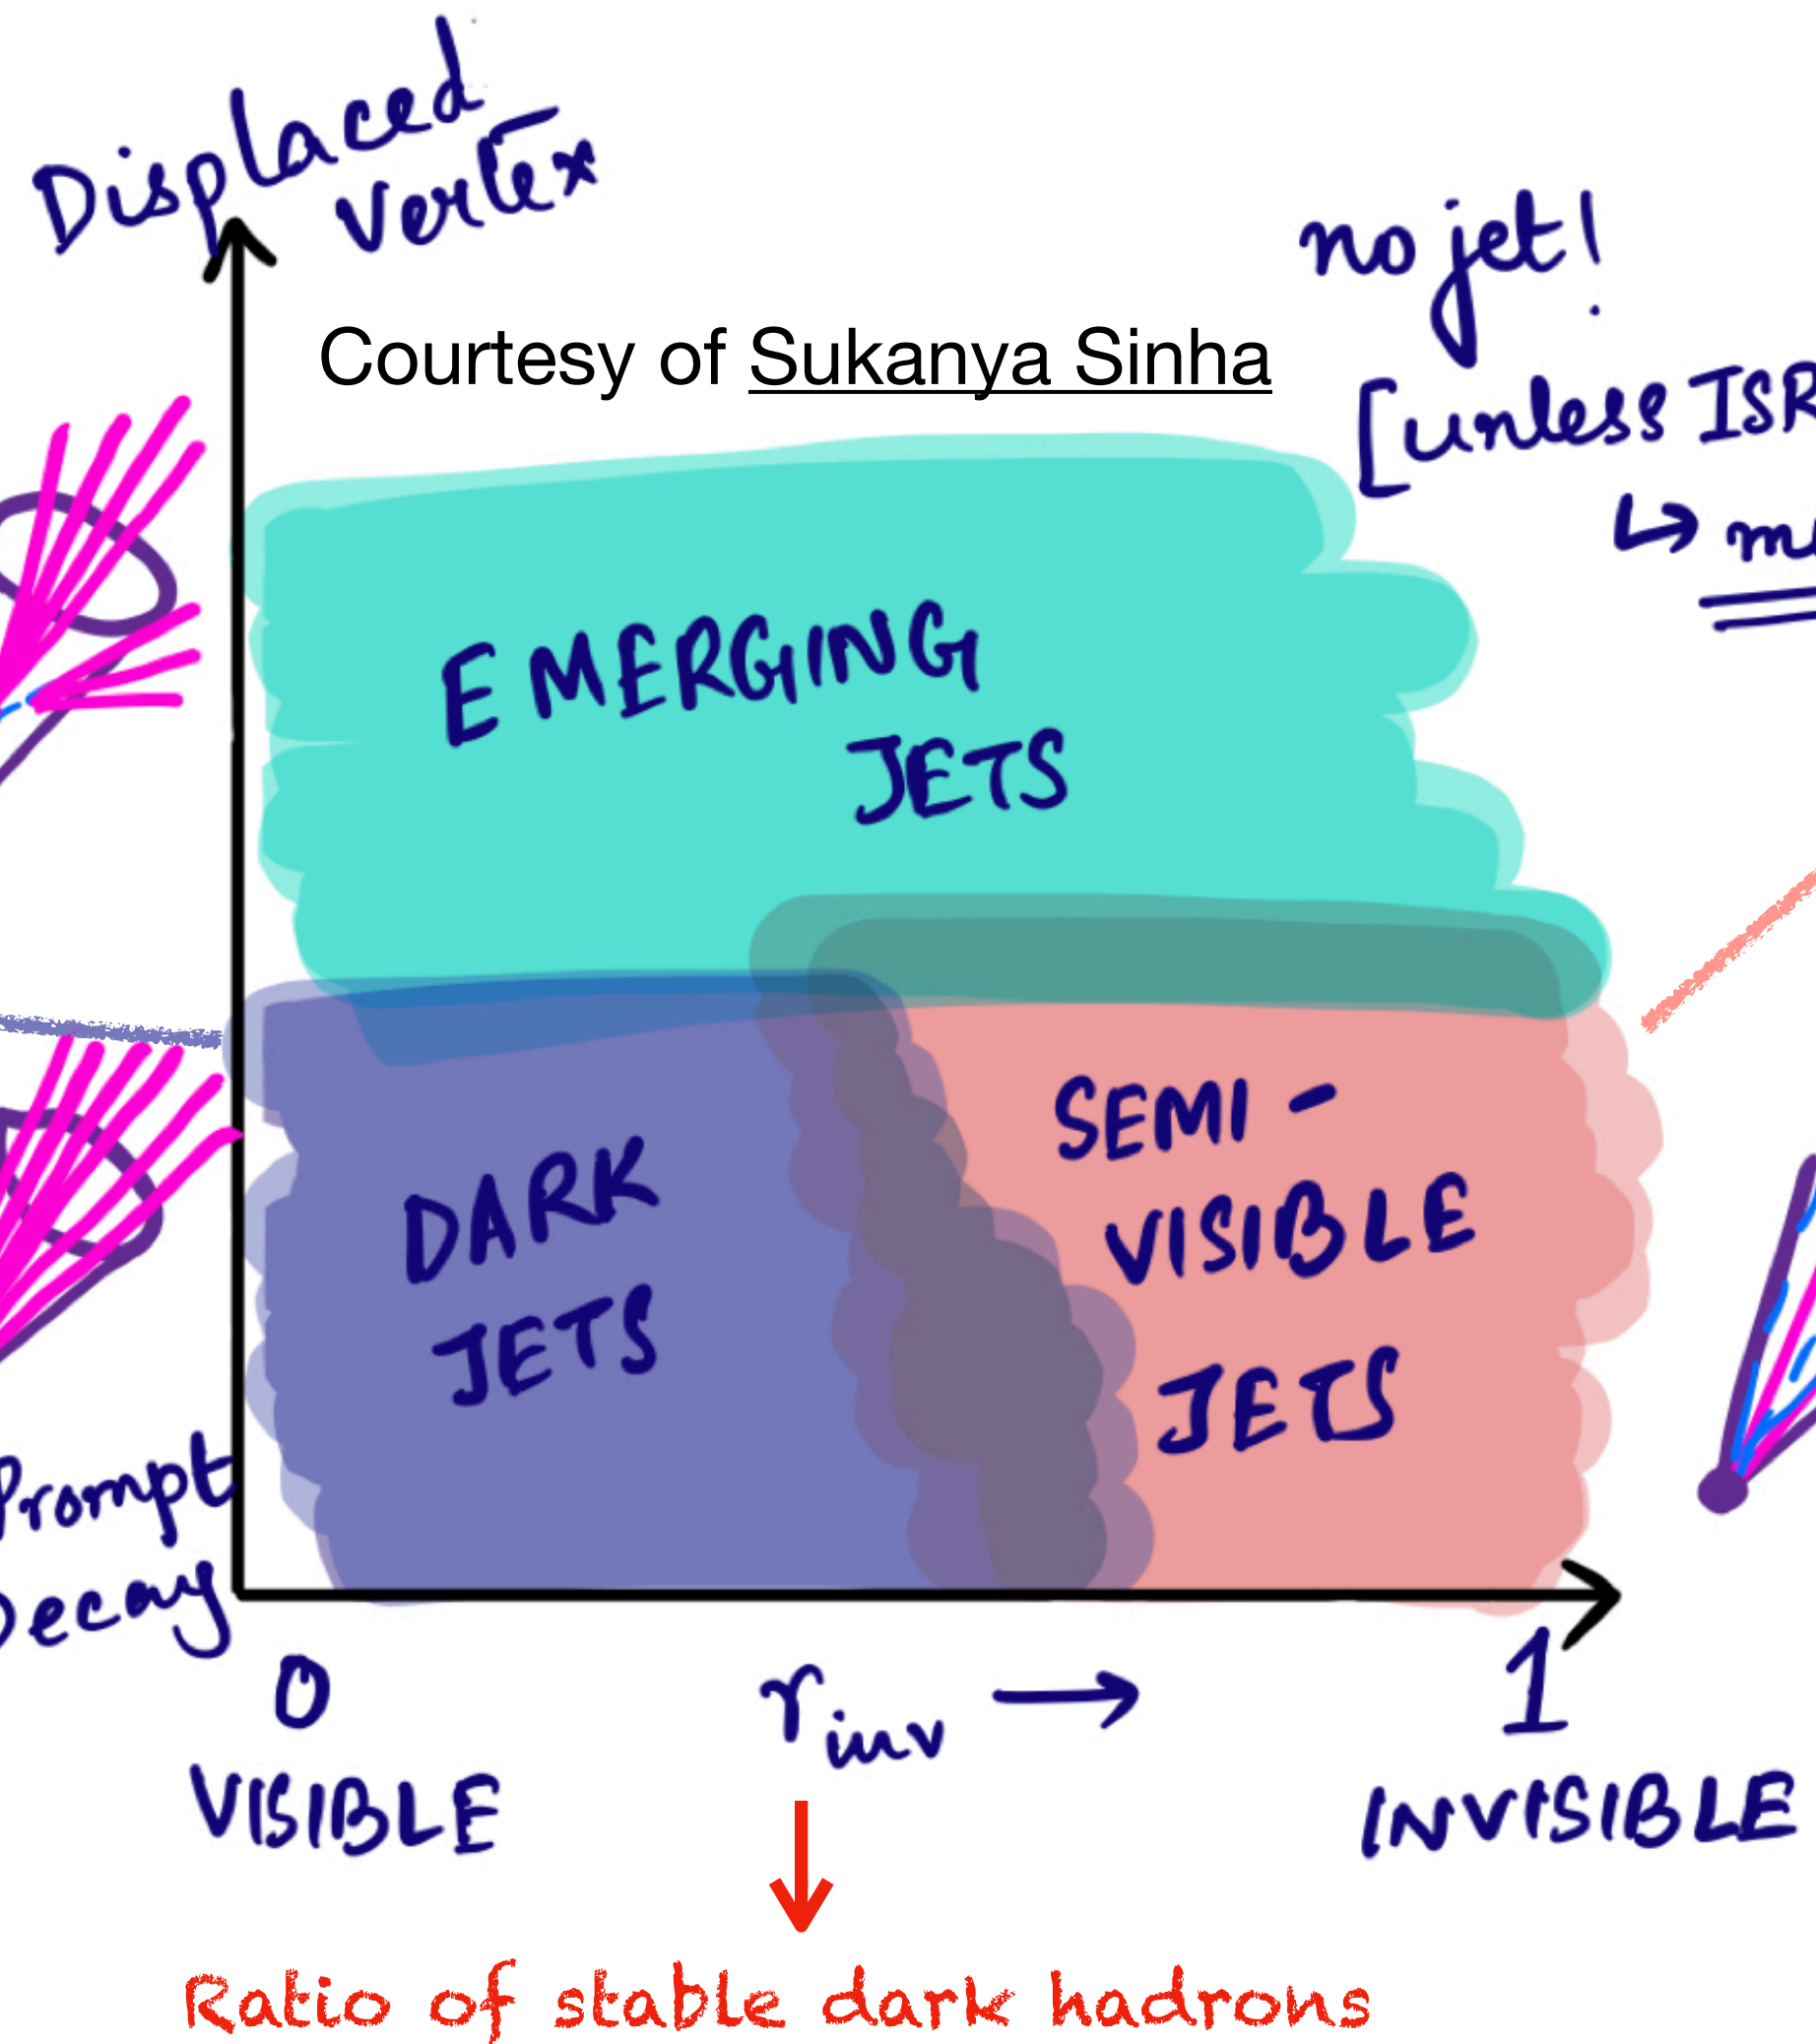 Displaced
vertex
no jet!
Courtesy of Sukanya Sinha
[unless ISR
EMERGING
JETS
SEMI-
VISIBLE
JETS
DARK
JETS
Prompt
Decay
0
r inv →
1
VISIBLE
INVISIBLE
Ratio of stable dark hadrons